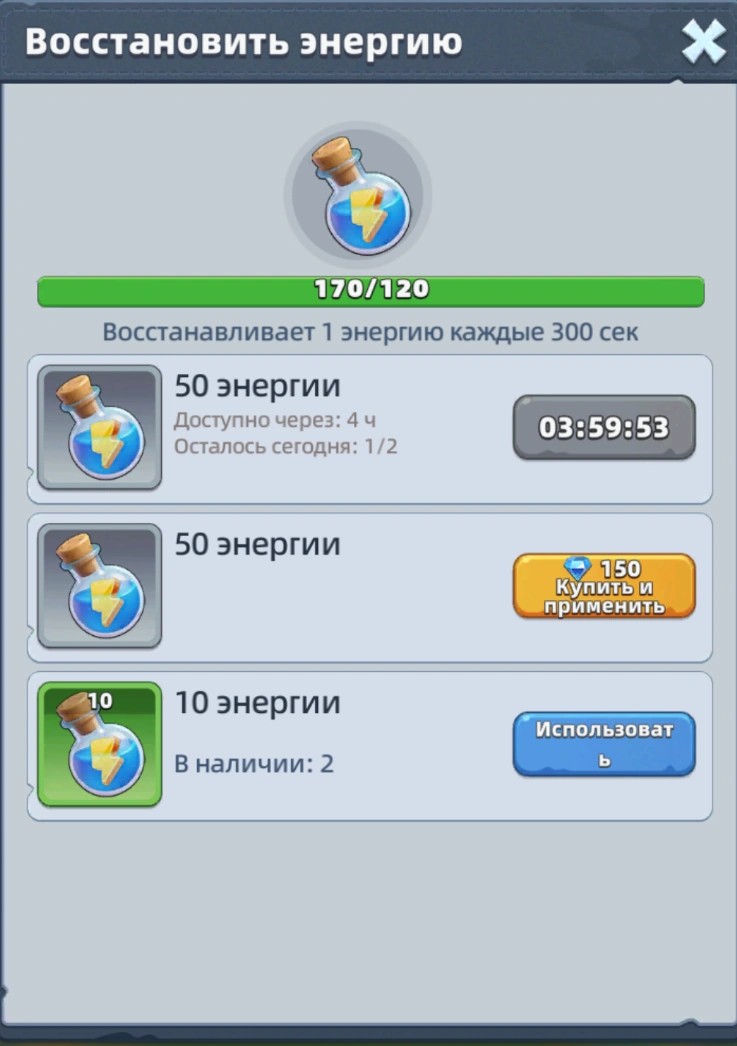 Восстановить энергию
170/120
Восстанавливает 1 энергию каждые 300 сек
50 энергии
Доступно через: 4 ч
Осталось сегодня: 1/2
03:59:53
50 энергии
150
Купить и
применить
10
10 энергии
В наличии: 2
Использоват
ь